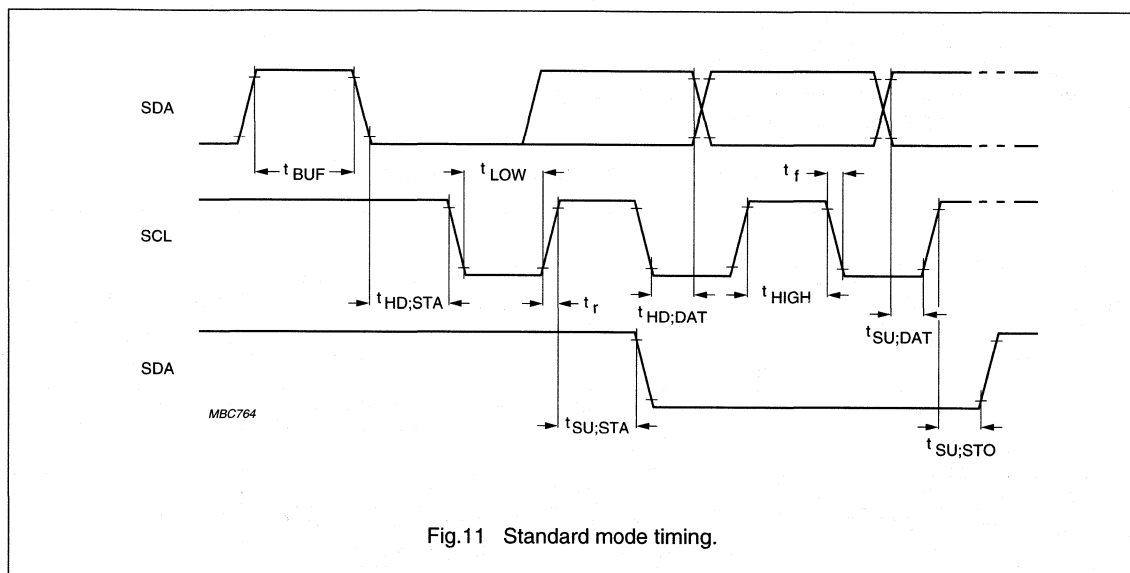 SDA
t BUF
t LOW
t f
SCL
t HD;STA
t r
t HD;DAT
t HIGH
t SU;DAT
SDA
MBC764
t SU;STA
t SU;STO
Fig.11 Standard mode timing.